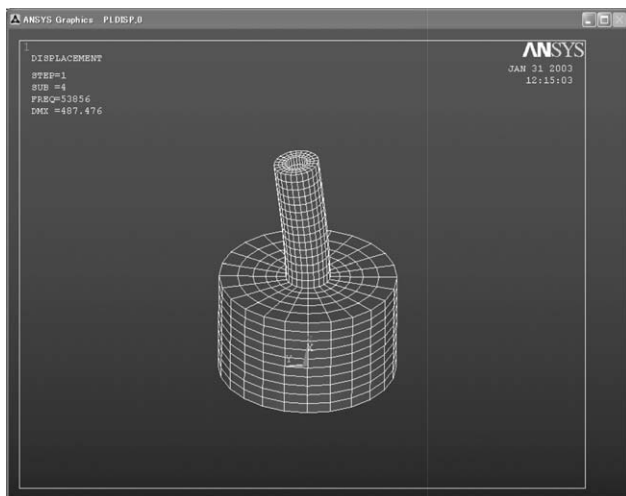 ANSYS Graphics PLDISP,0
1
DISPLACEMENT
STEP=1
SUB =4
FREQ=53856
DMX =487.476
ANSYS
JAN 31 2003
12:15:03
X
Y